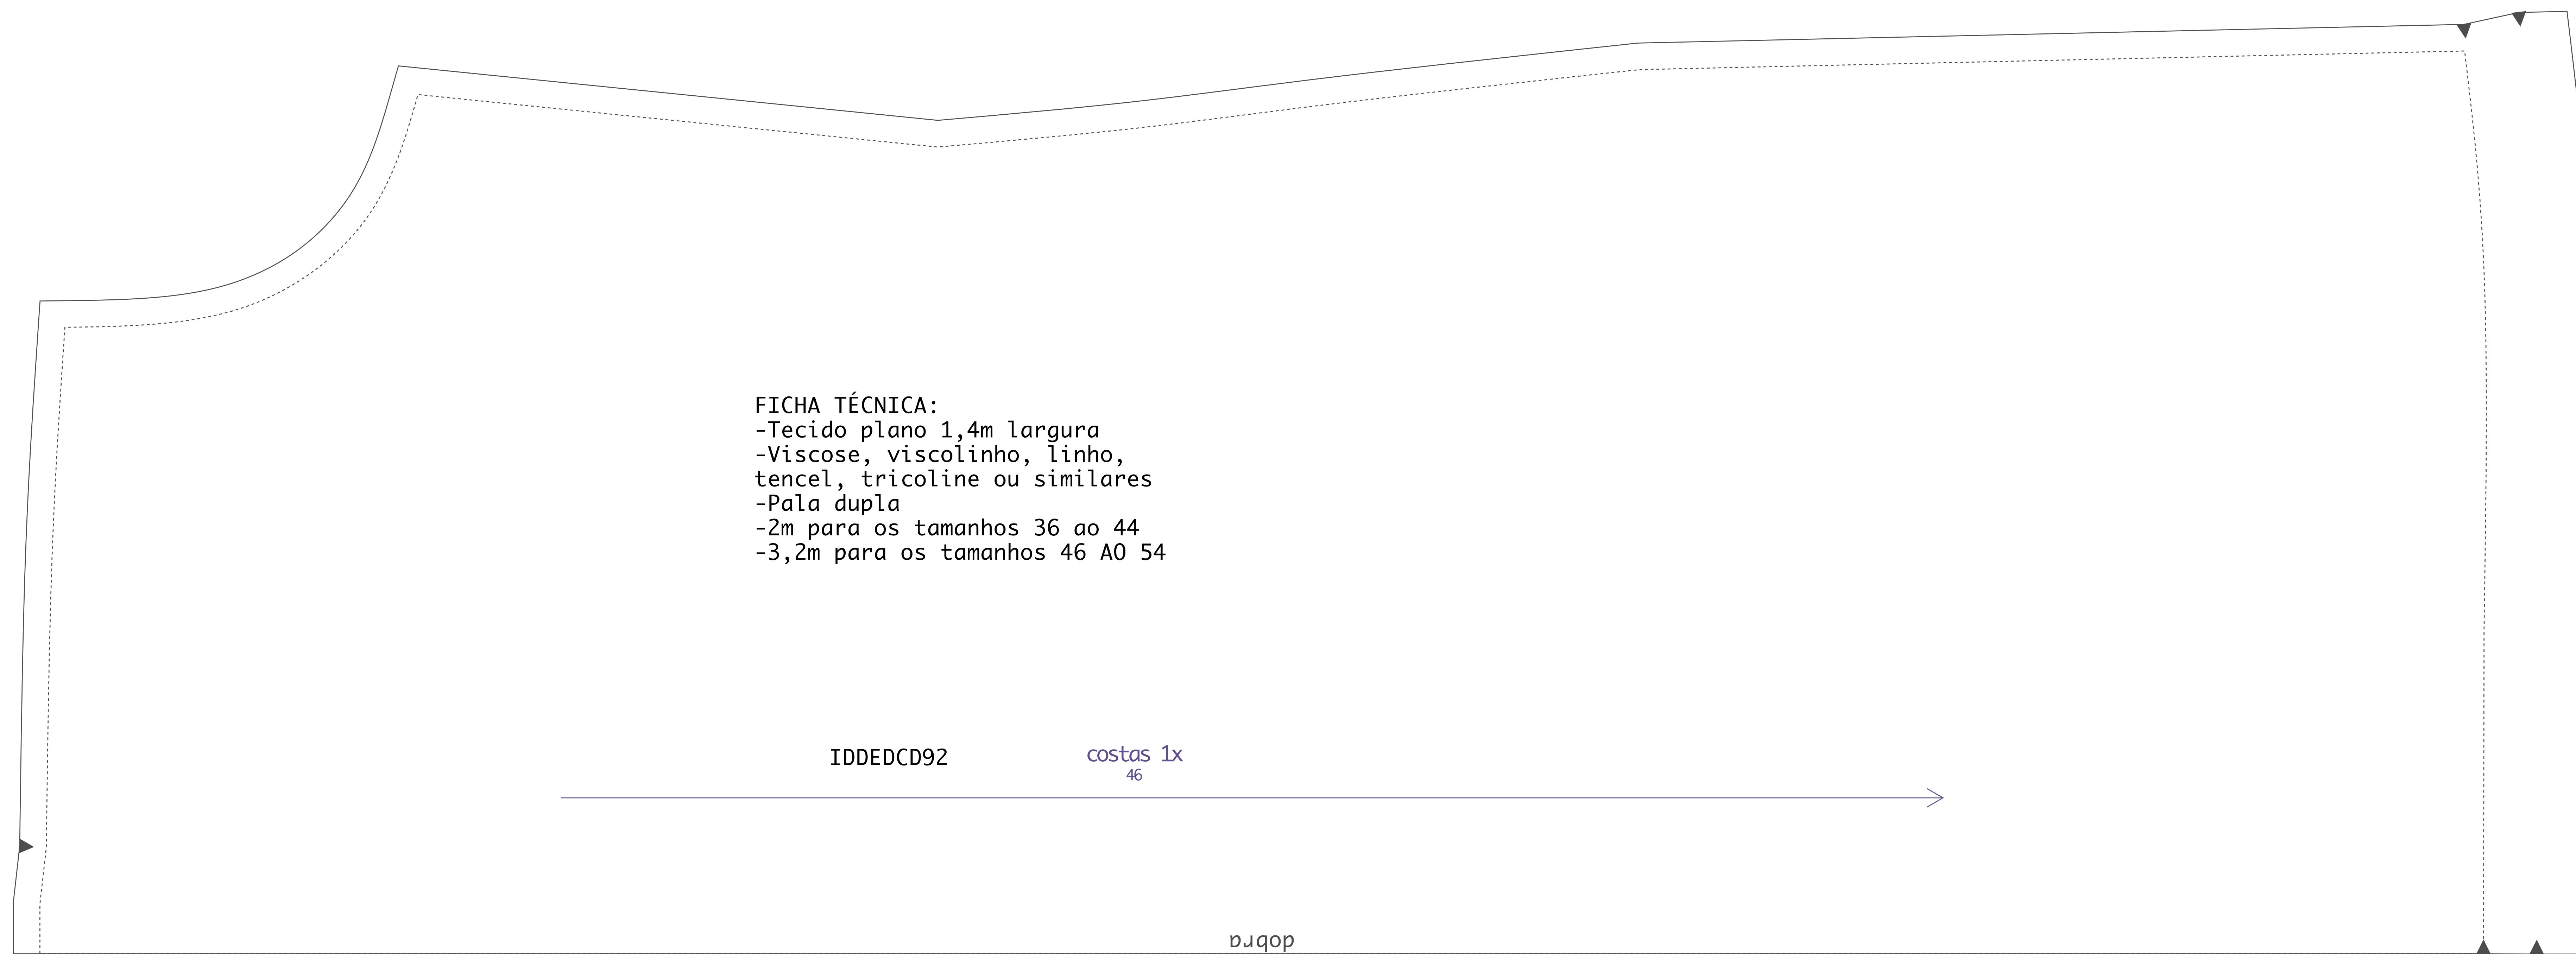 FICHA TÉCNICA:
-Tecido plano 1,4m largura
-Viscose, viscolinho, linho,
tencel, tricoline ou similares
-Pala dupla
-2m para os tamanhos 36 ao 44
-3,2m para os tamanhos 46 AO 54
IDDEDCD92
costas 1x
46
dobra